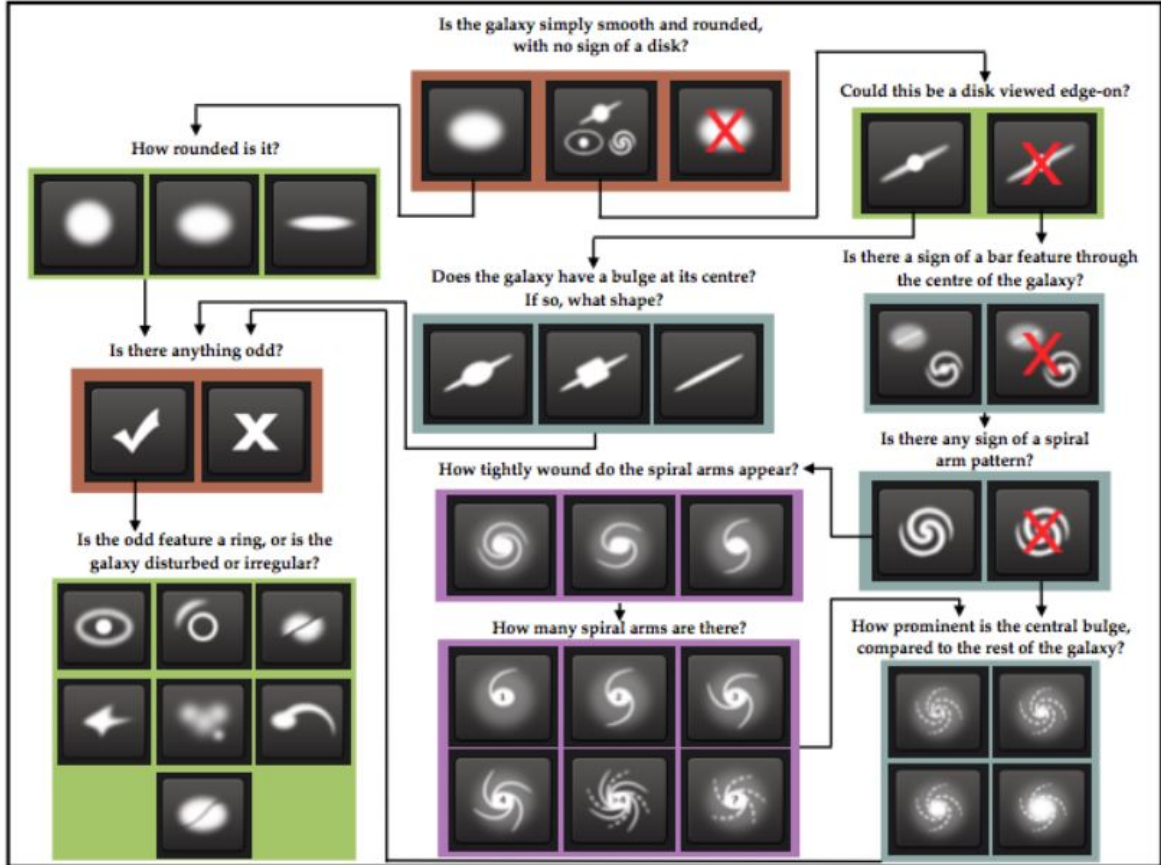 Is the galaxy simply smooth and rounded,
with no sign of a disk?
Could this be a disk viewed edge-on?
How rounded is it?
Does the galaxy have a bulge at its centre?
If so, what shape?
Is there a sign of a bar feature through
the centre of the galaxy?
Is there anything odd?
Is there any sign of a spiral
arm pattern?
How tightly wound do the spiral arms appear?
Is the odd feature a ring, or is the
galaxy disturbed or irregular?
How many spiral arms are there?
How prominent is the central bulge,
compared to the rest of the galaxy?
1
2
3
4
?